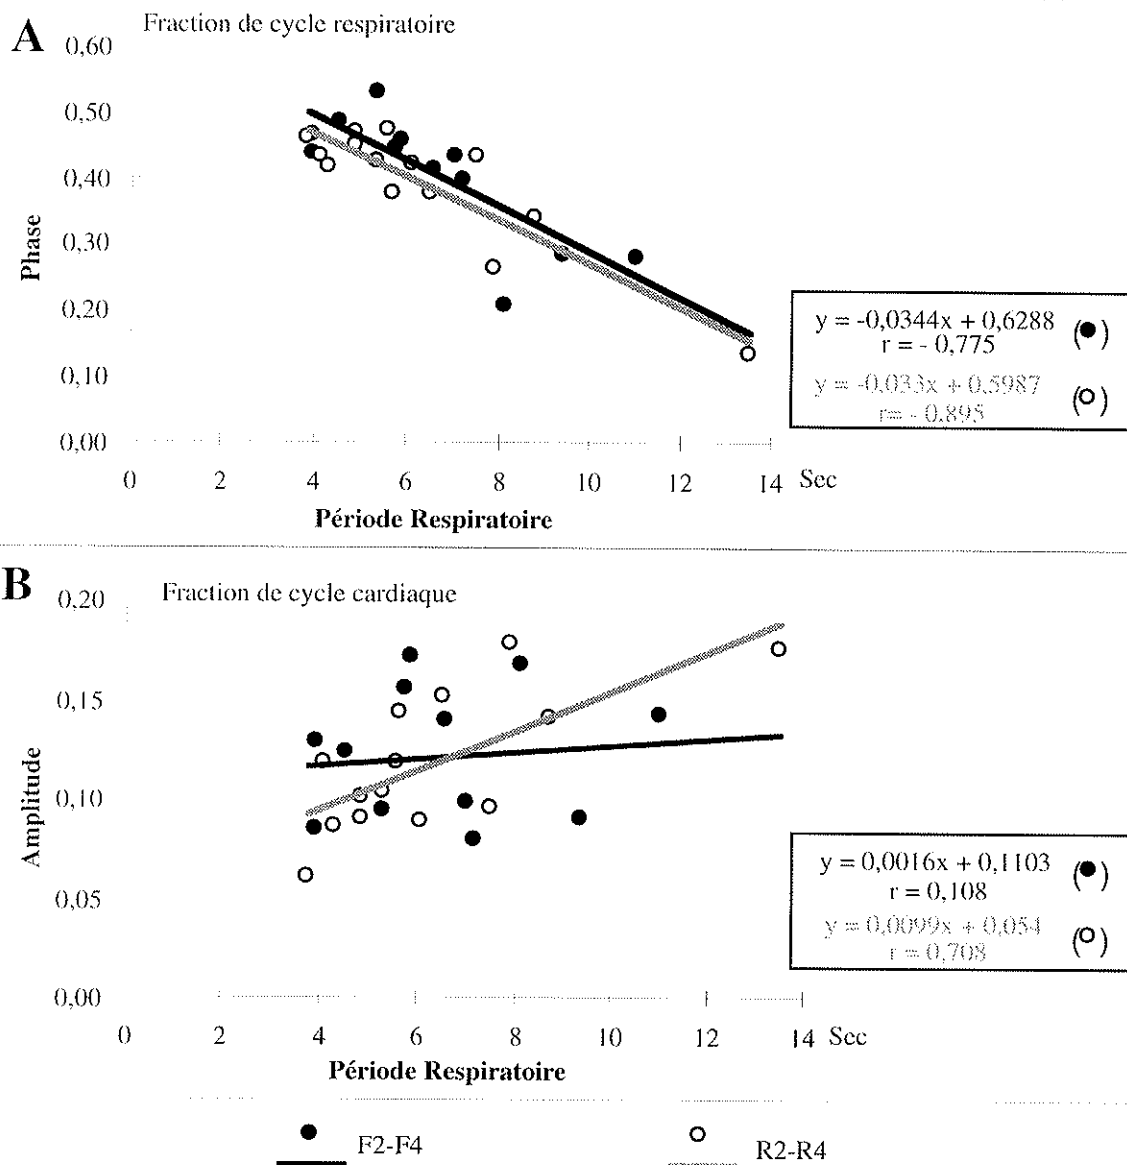 A
Fraction de cycle respiratoire
0,60
0,50
0,40
0,30
0,20
0,10
0,00
Phase
0 2 4 6 8 10 12 14 Sec
Période Respiratoire
y = -0,0344x + 0,6288 (●)
r = - 0,775
y = -0,033x + 0,5987 (○)
r= - 0,895
B
Fraction de cycle cardiaque
0,20
0,15
0,10
0,05
0,00
Amplitude
0 2 4 6 8 10 12 14 Sec
Période Respiratoire
y = 0,0016x + 0,1103 (●)
r = 0,108
y = 0,0099x + 0,054 (○)
r = 0,708
F2-F4 R2-R4